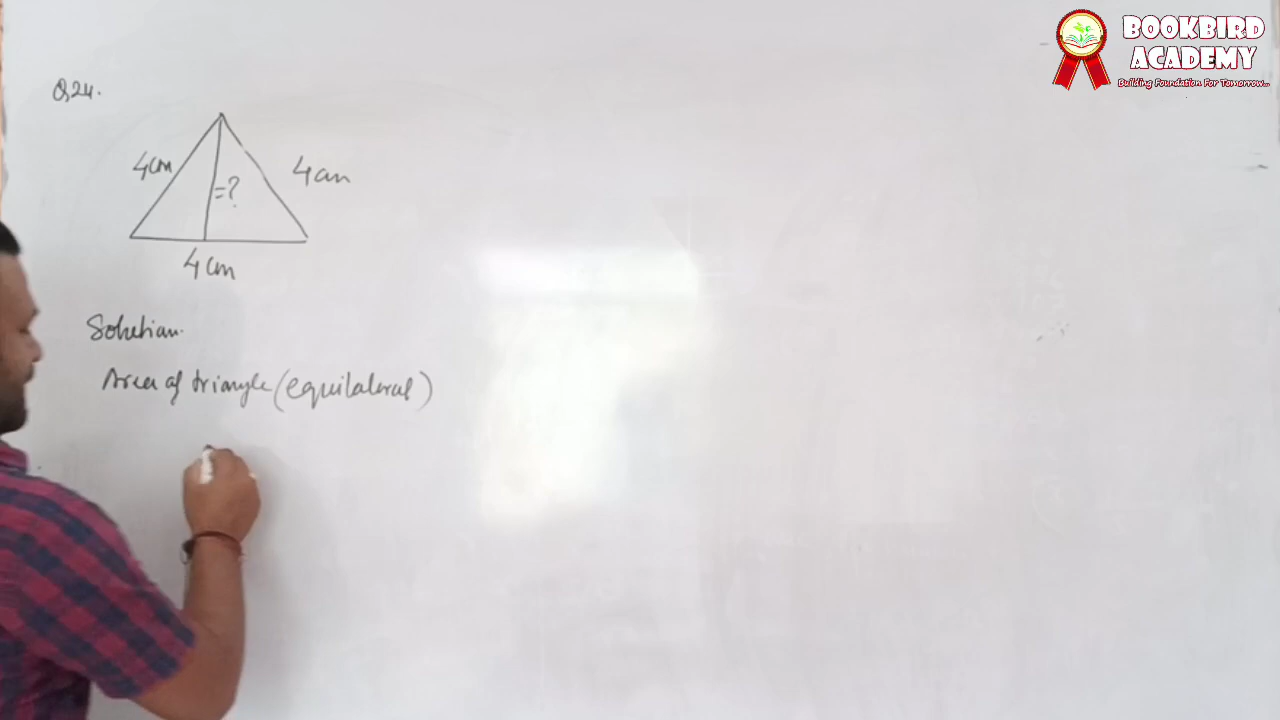 BOOKBIRD
ACADEMY
Building Foundation For Tomorrow...
Q24.
4cm
4cm
=?
4cm
Solution.
Area of triangle (equilateral)